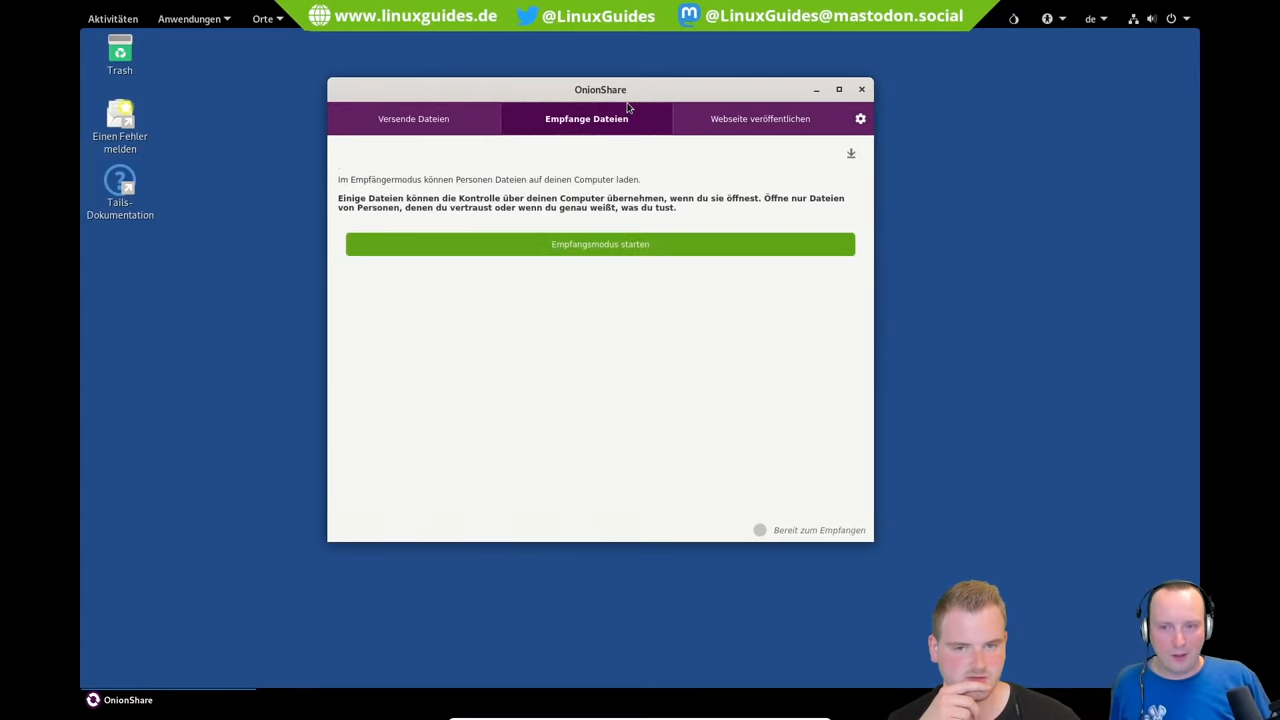 Aktivitäten Anwendungen Orte www.linuxguides.de @LinuxGuides @LinuxGuides@mastodon.social de
Trash
Einen Fehler
melden
Tails-
Dokumentation
OnionShare
Versende Dateien Empfange Dateien Webseite veröffentlichen
Im Empfängermodus können Personen Dateien auf deinen Computer laden.
Einige Dateien können die Kontrolle über deinen Computer übernehmen, wenn du sie öffnest. Öffne nur Dateien
von Personen, denen du vertraust oder wenn du genau weißt, was du tust.
Empfangsmodus starten
Bereit zum Empfangen
OnionShare